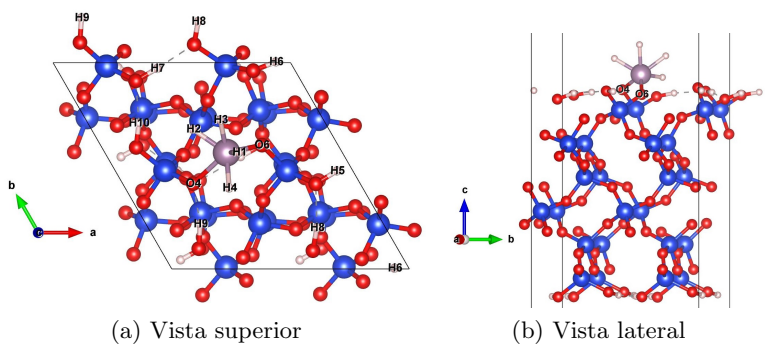 H9
H8
H7
H6
H10
H3
H2
H1
O6
O4
H4
H5
H9
H8
H6
b
a
(a) Vista superior
O4
O6
c
a
b
(b) Vista lateral